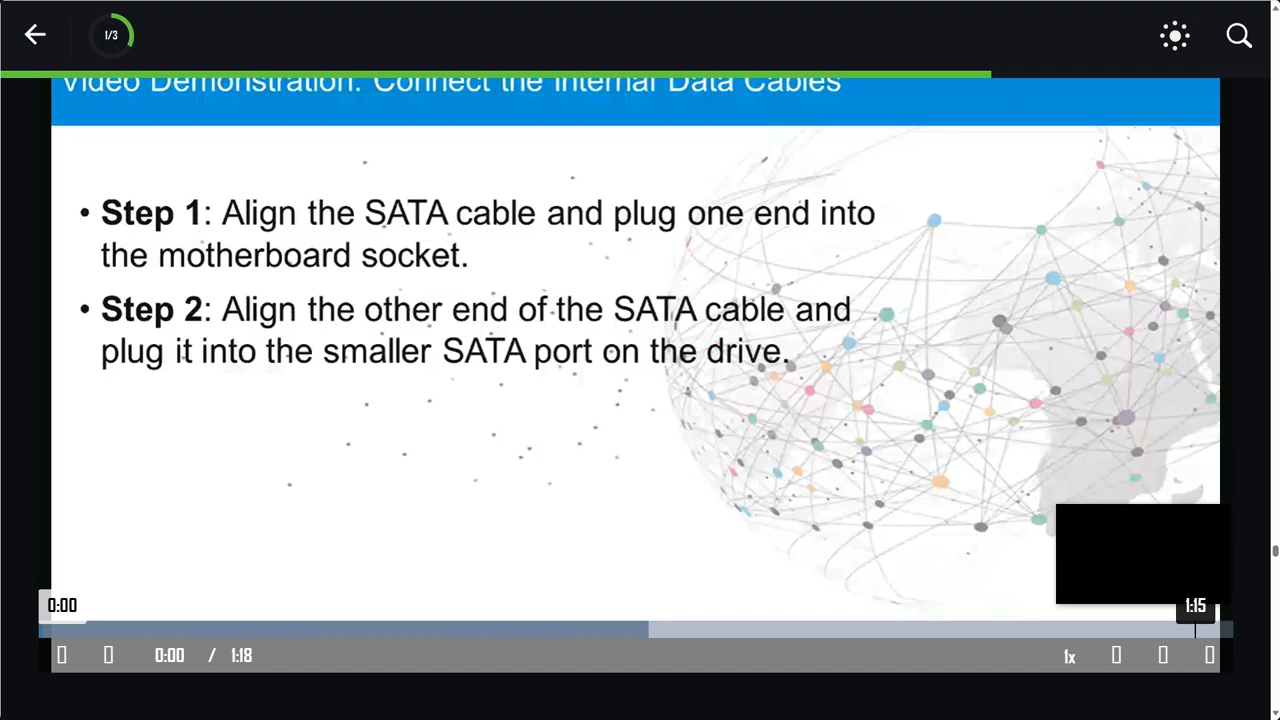 1/3
Video Demonstration: Connect the Internal Data Cables
• Step 1: Align the SATA cable and plug one end into
the motherboard socket.
• Step 2: Align the other end of the SATA cable and
plug it into the smaller SATA port on the drive.
0:00
1:15
0:00 / 1:18
1x